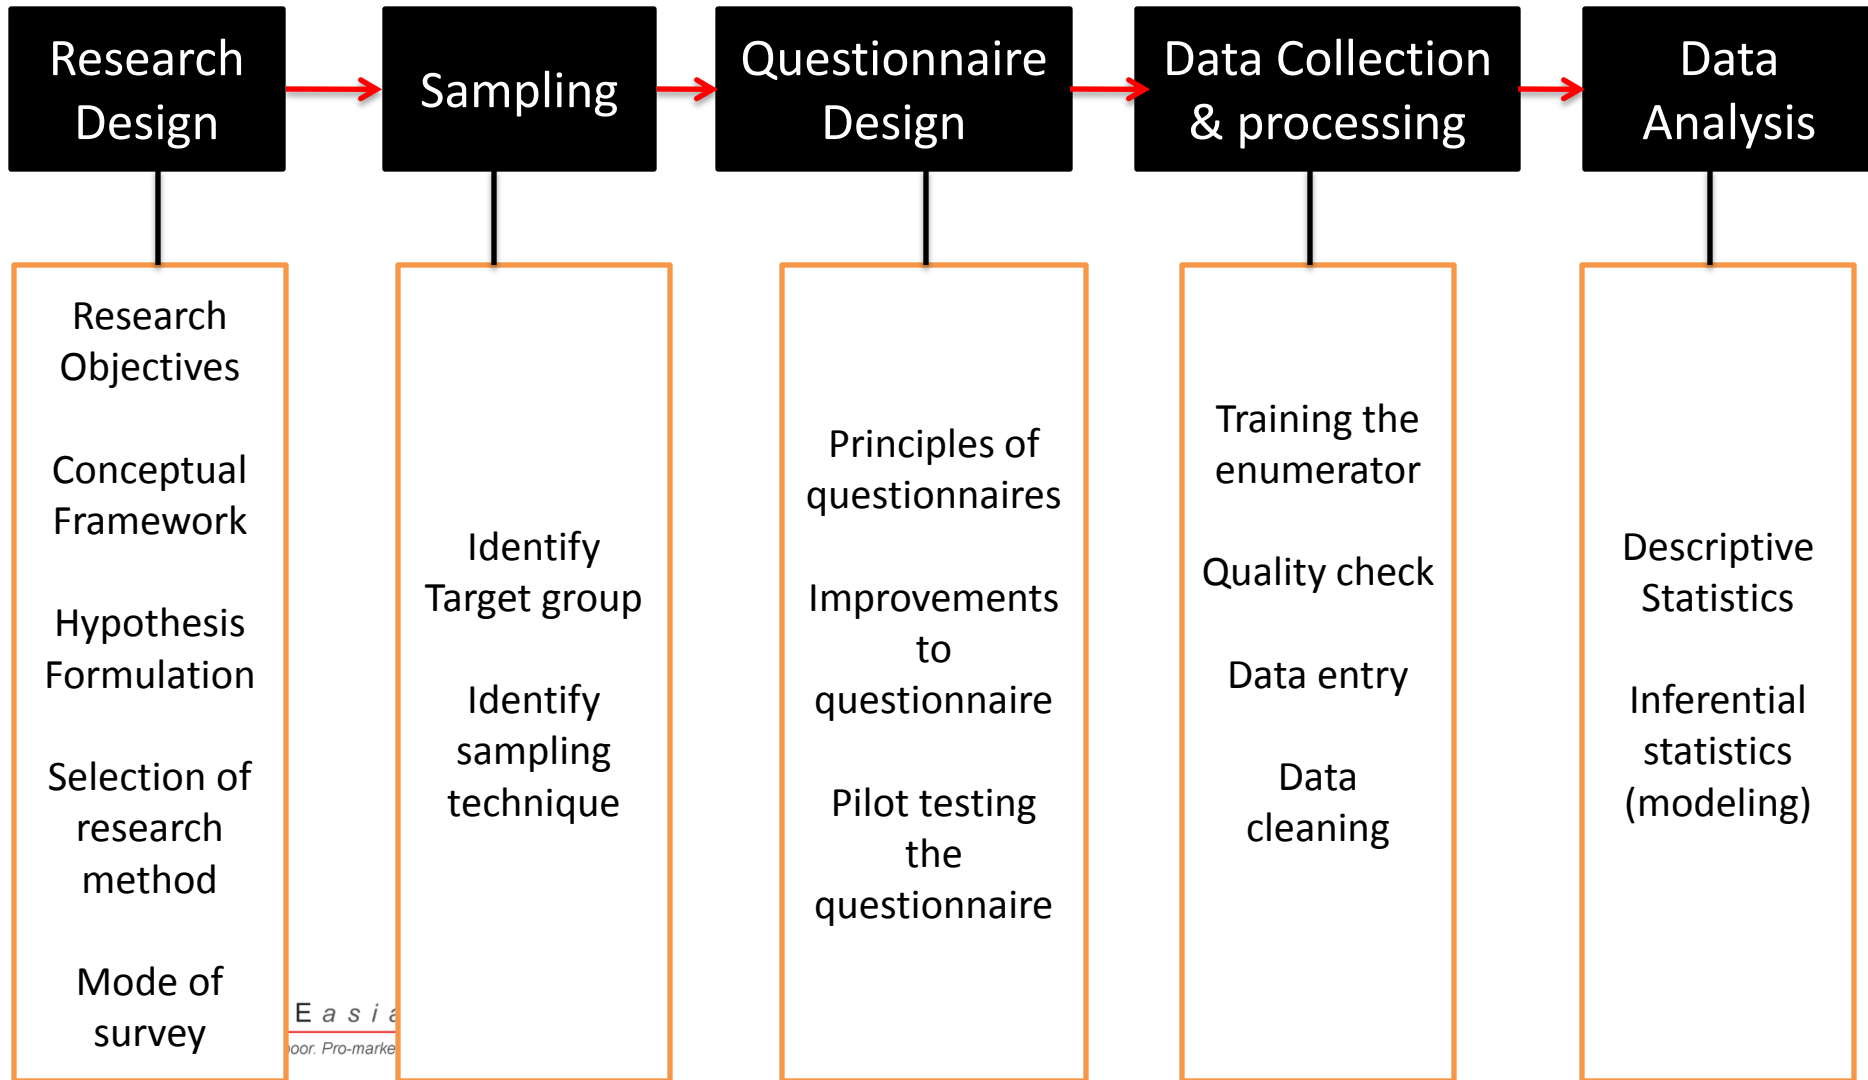 Research
Design
Sampling
Questionnaire
Design
Data Collection
& processing
Data
Analysis
Research
Objectives
Conceptual
Framework
Hypothesis
Formulation
Selection of
research
method
Mode of
survey
Identify
Target group
Identify
sampling
technique
Principles of
questionnaires
Improvements
to
questionnaire
Pilot testing
the
questionnaire
Training the
enumerator
Quality check
Data entry
Data
cleaning
Descriptive
Statistics
Inferential
statistics
(modeling)